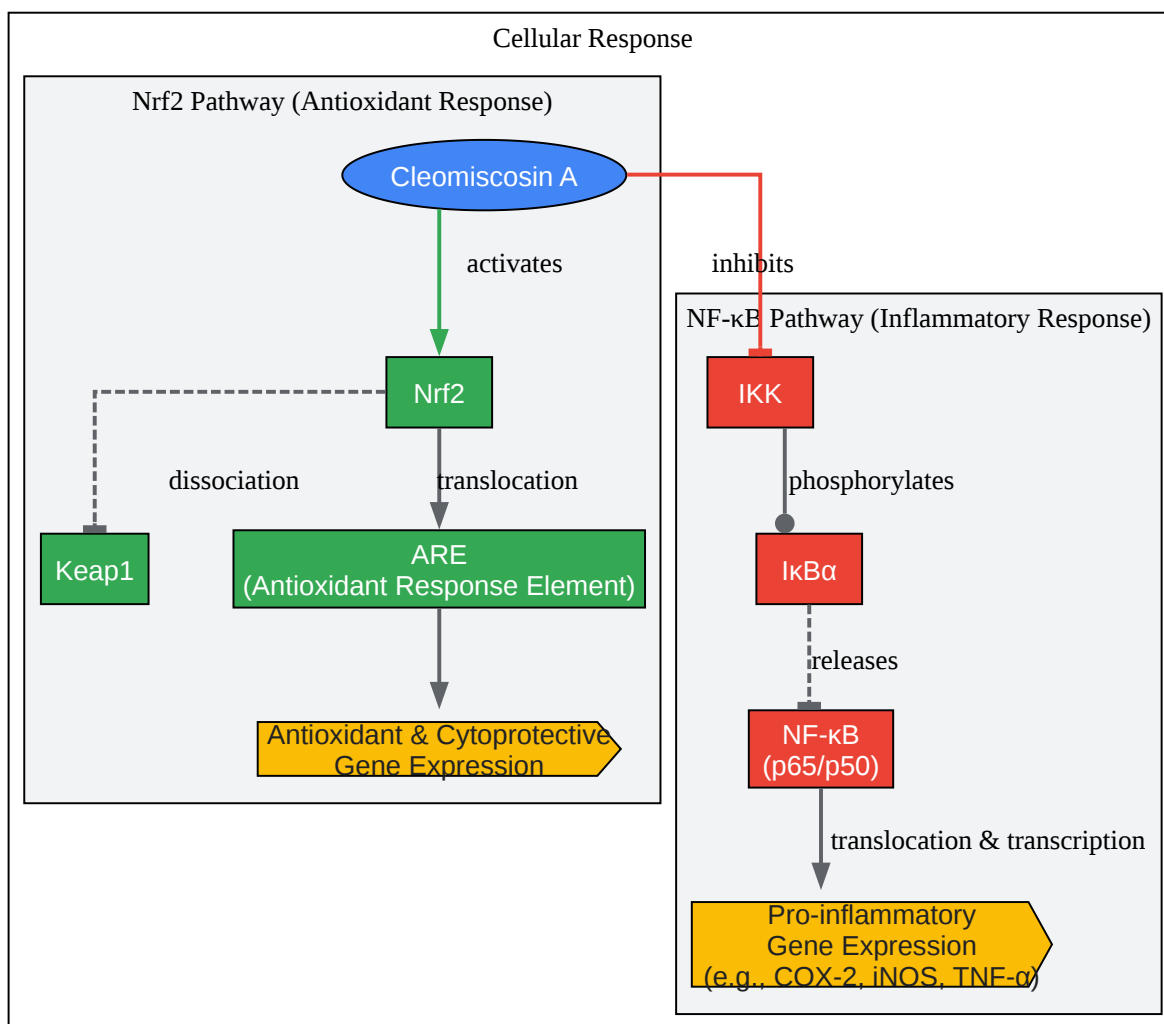 Cellular Response
Nrf2 Pathway (Antioxidant Response)
Cleomiscosin A
activates
inhibits
NF-κB Pathway (Inflammatory Response)
Nrf2
IKK
dissociation
translocation
phosphorylates
Keap1
ARE
(Antioxidant Response Element)
IκBα
releases
Antioxidant & Cytoprotective
Gene Expression
NF-κB
(p65/p50)
translocation & transcription
Pro-inflammatory
Gene Expression
(e.g., COX-2, iNOS, TNF-α)